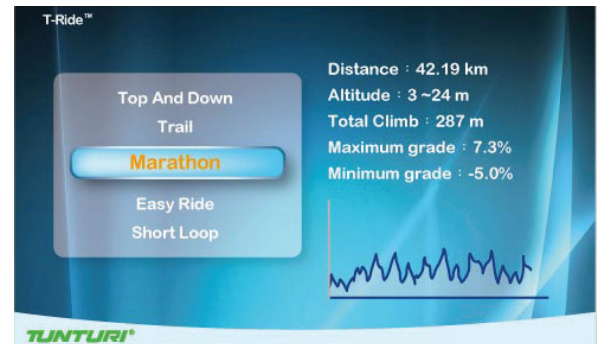 T-Ride™
Top And Down
Trail
Marathon
Easy Ride
Short Loop
Distance : 42.19 km
Altitude : 3 ~24 m
Total Climb : 287 m
Maximum grade : 7.3%
Minimum grade : -5.0%
TUNTURI®